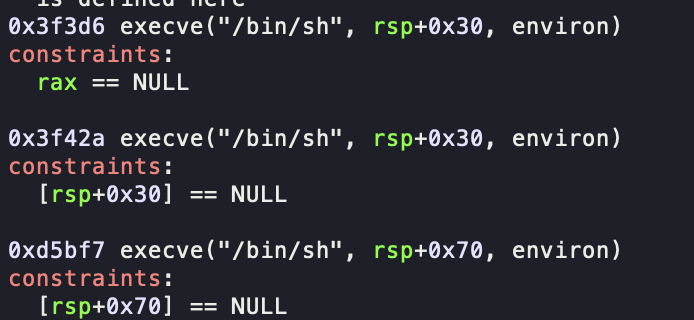 is defined here
0x3f3d6 execve("/bin/sh", rsp+0x30, environ)
constraints:
  rax == NULL

0x3f42a execve("/bin/sh", rsp+0x30, environ)
constraints:
  [rsp+0x30] == NULL

0xd5bf7 execve("/bin/sh", rsp+0x70, environ)
constraints:
  [rsp+0x70] == NULL